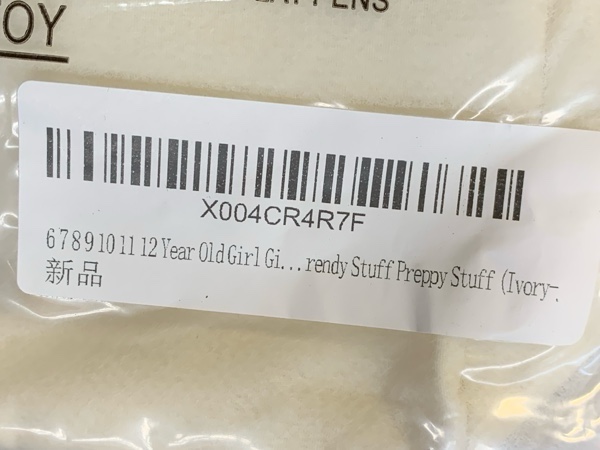 OY
ENS
X004CR4R7F
6 7 8 9 10 11 12 Year Old Girl Gi...rendy Stuff Preppy Stuff (Ivory-
新品